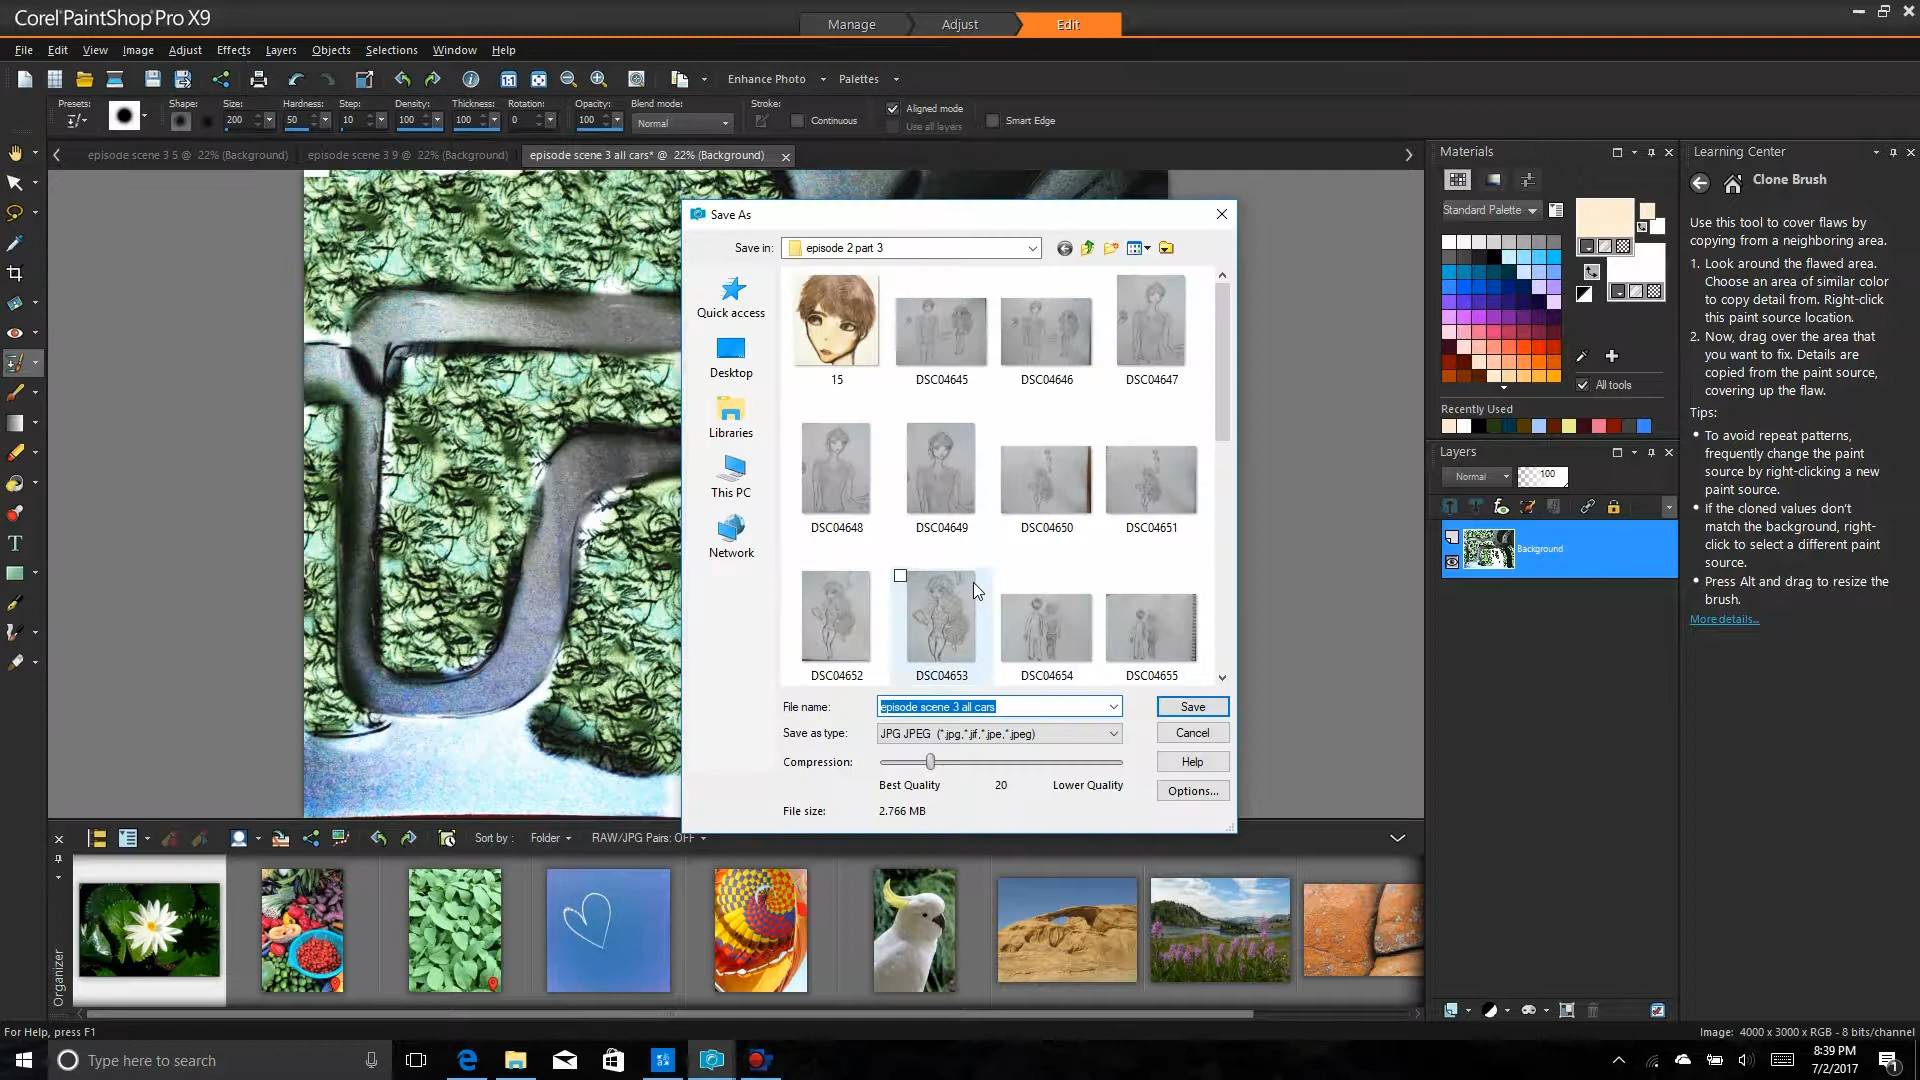 Corel PaintShop Pro X9
Manage
Adjust
Edit
File Edit View Image Adjust Effects Layers Objects Selections Window Help
Enhance Photo
Palettes
Presets: Shape: Size: Hardness: Step: Density: Thickness: Rotation: Opacity: Blend mode: Stroke:
200 50 10 100 100 0 100 Normal
Continuous
Aligned mode
Use all layers
Smart Edge
episode scene 3 5 @ 22% (Background)
episode scene 3 9 @ 22% (Background)
episode scene 3 all cars* @ 22% (Background)
Save As
Save in:
episode 2 part 3
Quick access
Desktop
Libraries
This PC
Network
15
DSC04645
DSC04646
DSC04647
DSC04648
DSC04649
DSC04650
DSC04651
DSC04652
DSC04653
DSC04654
DSC04655
File name:
episode scene 3 all cars
Save
Save as type:
JPG JPEG (*.jpg,*.jif,*.jpe,*.jpeg)
Cancel
Compression:
Help
Best Quality
20
Lower Quality
Options...
File size:
2.766 MB
Materials
Standard Palette
All tools
Recently Used
Layers
Normal
100
Background
Learning Center
Clone Brush
Use this tool to cover flaws by
copying from a neighboring area.
1. Look around the flawed area.
Choose an area of similar color
to copy detail from. Right-click
this paint source location.
2. Now, drag over the area that
you want to fix. Details are
copied from the paint source,
covering up the flaw.
Tips:
• To avoid repeat patterns,
frequently change the paint
source by right-clicking a new
paint source.
• If the cloned values don't
match the background, right-
click to select a different paint
source.
• Press Alt and drag to resize the
brush.
More details...
Sort by :
Folder
RAW/JPG Pairs: OFF
Organizer
For Help, press F1
Image: 4000 x 3000 x RGB - 8 bits/channel
Type here to search
8:39 PM
7/2/2017
1